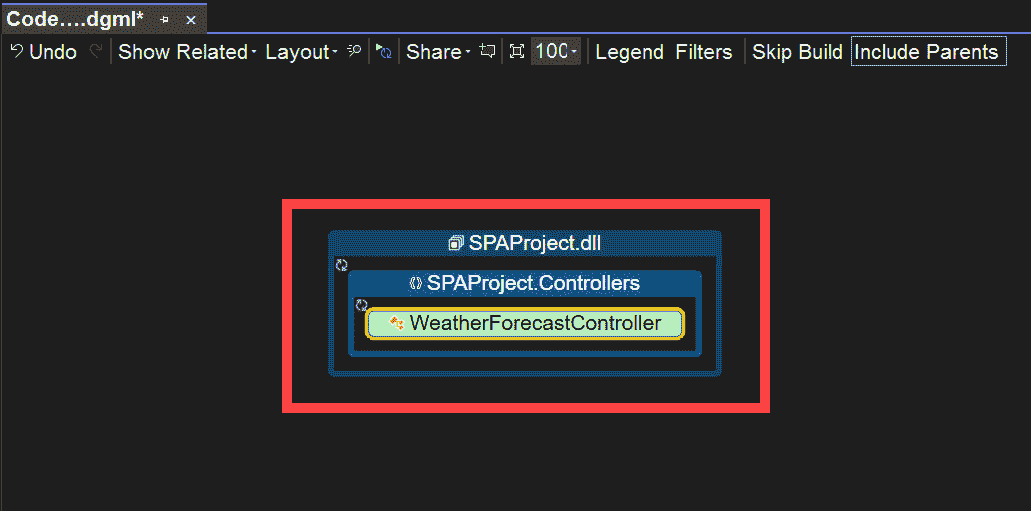 Code....dgml*
Undo Show Related Layout Share 100 Legend Filters Skip Build Include Parents
SPAProject.dll
SPAProject.Controllers
WeatherForecastController